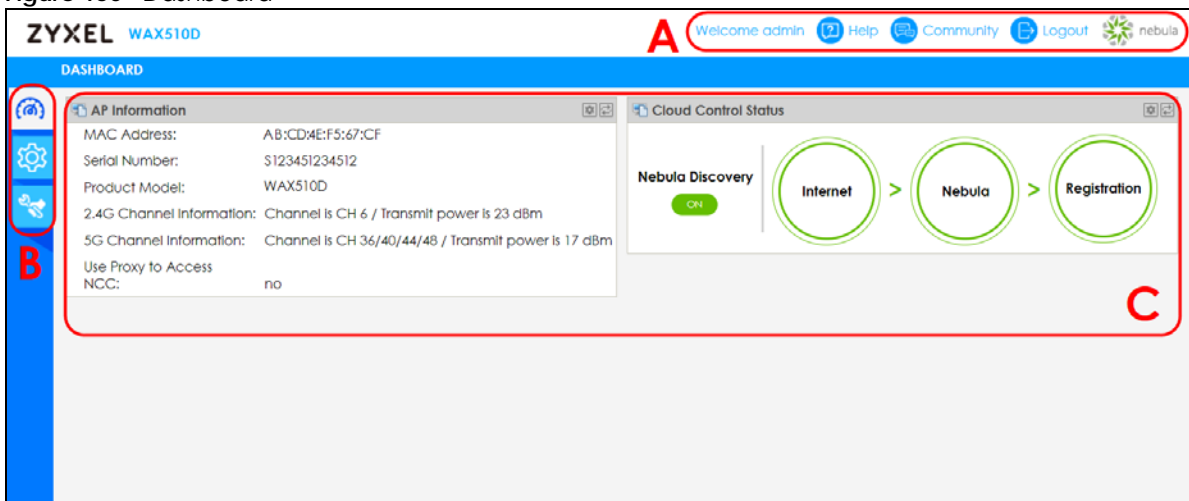 ZYXEL WAX510D
A
Welcome admin Help Community Logout nebula
DASHBOARD
AP Information
MAC Address: AB:CD:4E:F5:67:CF
Serial Number: S123451234512
Product Model: WAX510D
2.4G Channel Information: Channel is CH 6 / Transmit power is 23 dBm
5G Channel Information: Channel is CH 36/40/44/48 / Transmit power is 17 dBm
Use Proxy to Access
NCC: no
Cloud Control Status
Nebula Discovery
ON
Internet > Nebula > Registration
B
C